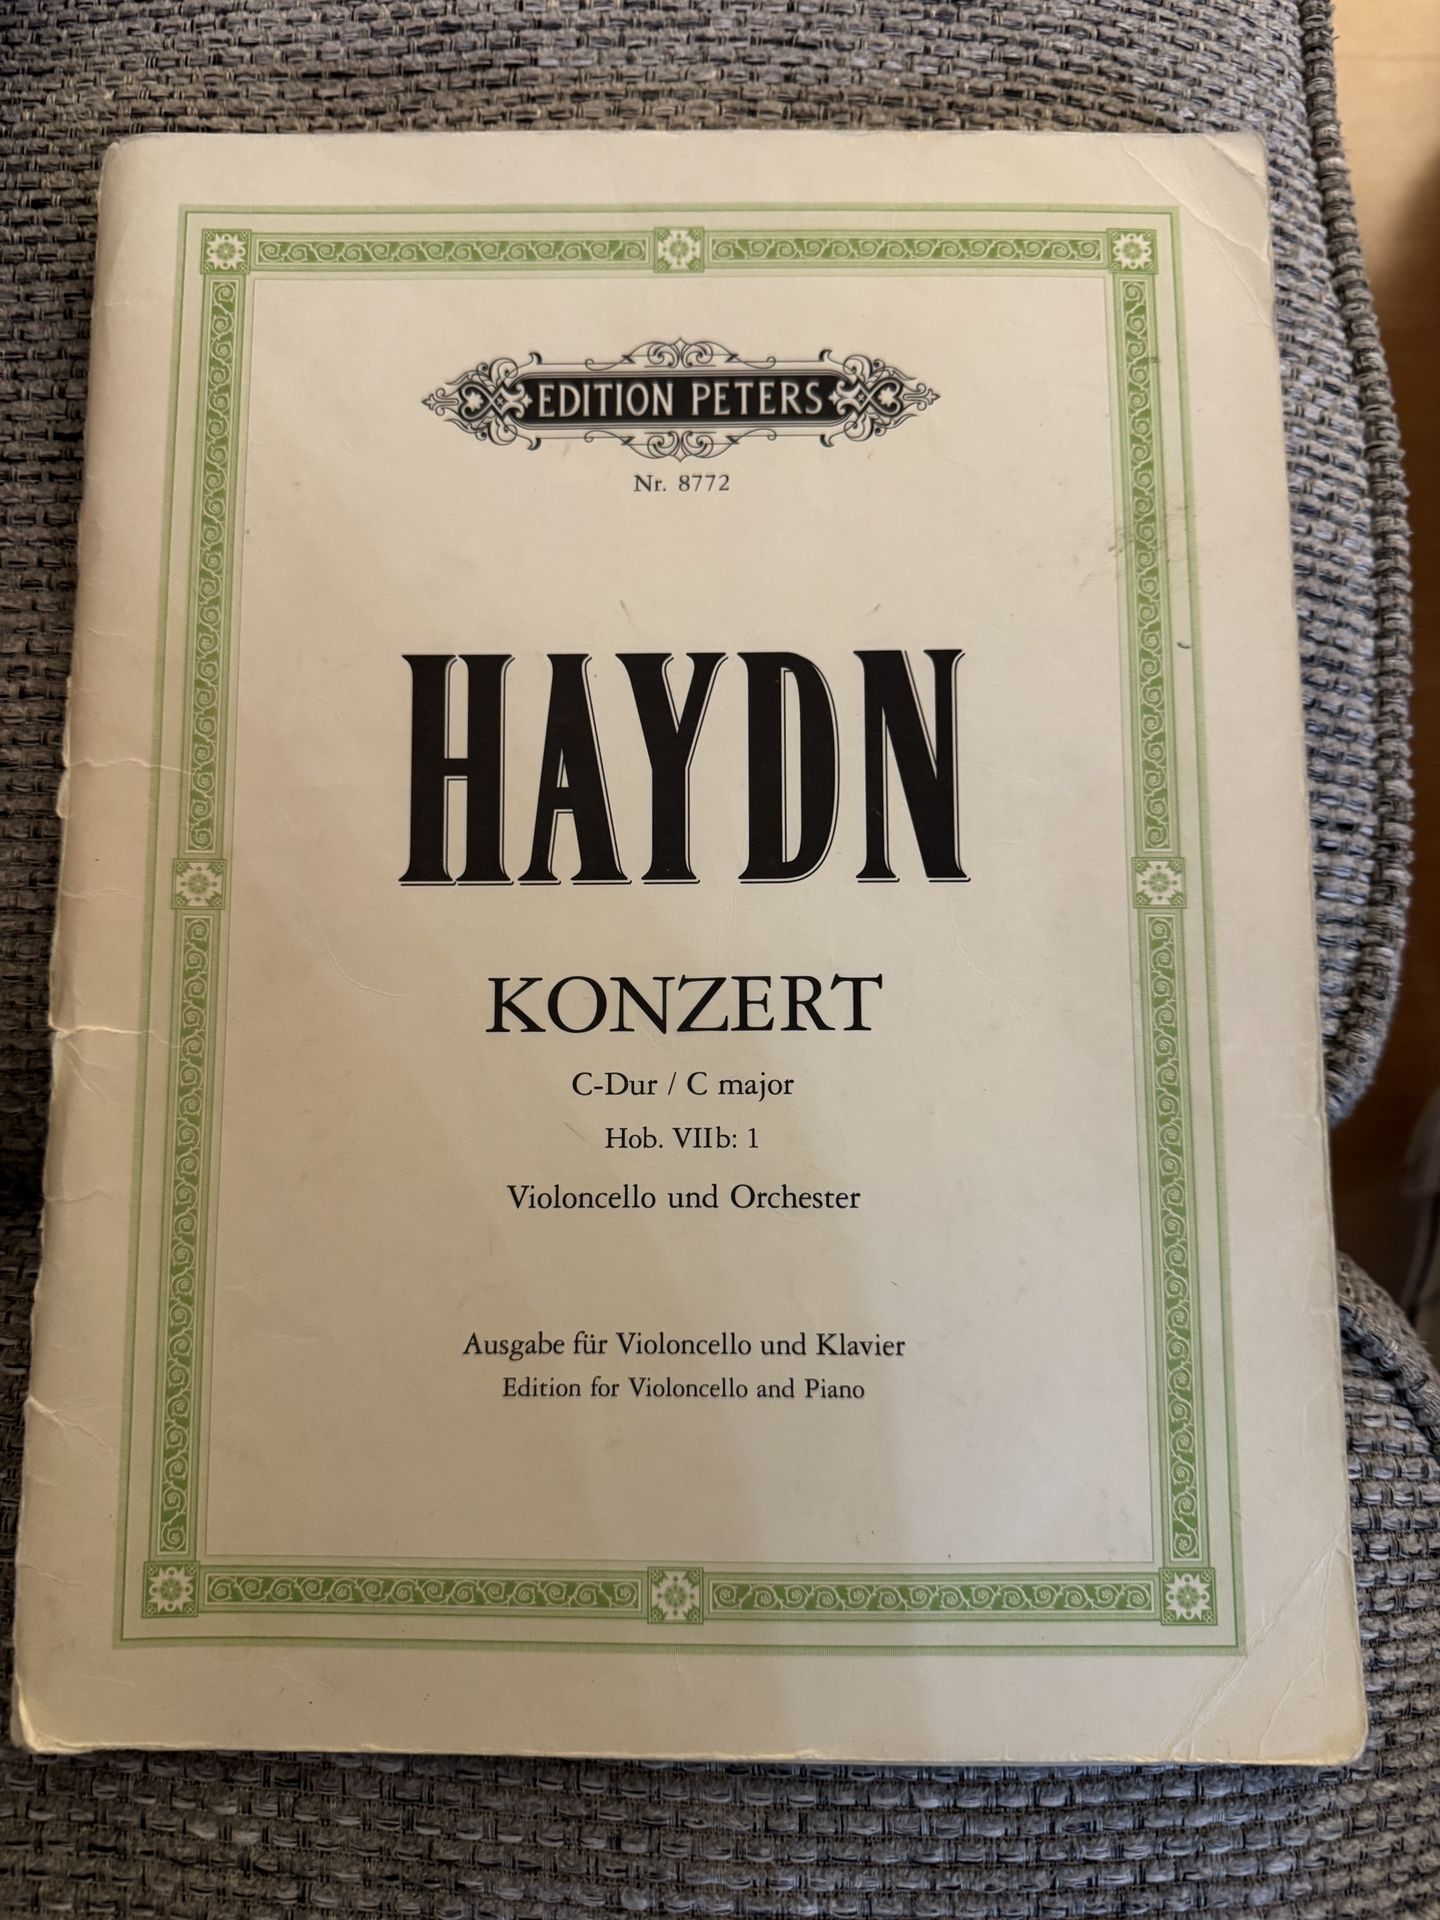 EDITION PETERS
Nr. 8772
HAYDN
KONZERT
C-Dur / C major
Hob. VIIb: 1
Violoncello und Orchester
Ausgabe für Violoncello und Klavier
Edition for Violoncello and Piano